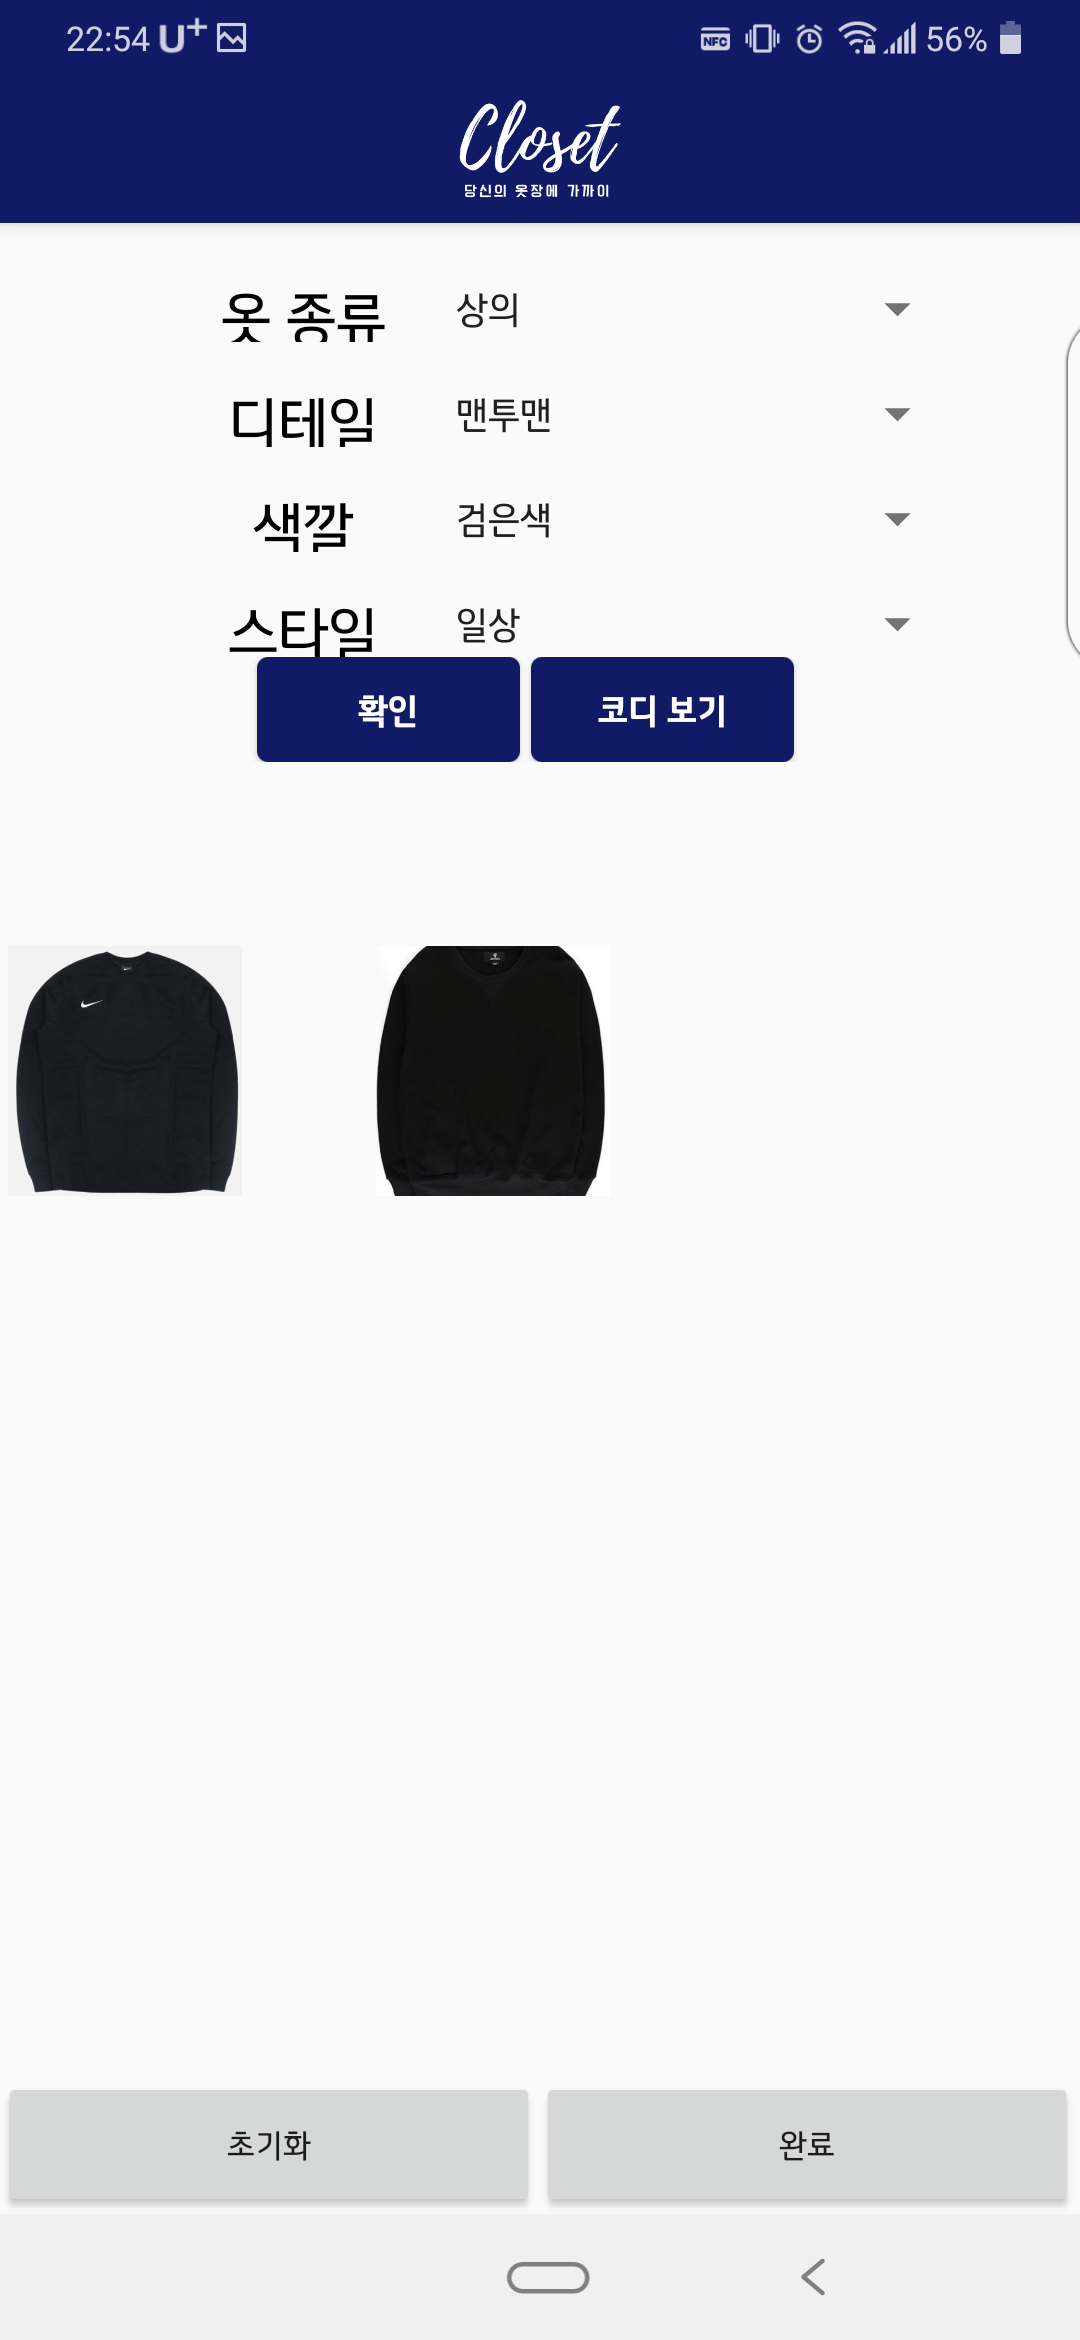 22:54 U+ NFC 56%
Closet
당신의 옷장에 가까이
옷 종류 상의
디테일 맨투맨
색깔 검은색
스타일 일상
확인 코디 보기
초기화 완료